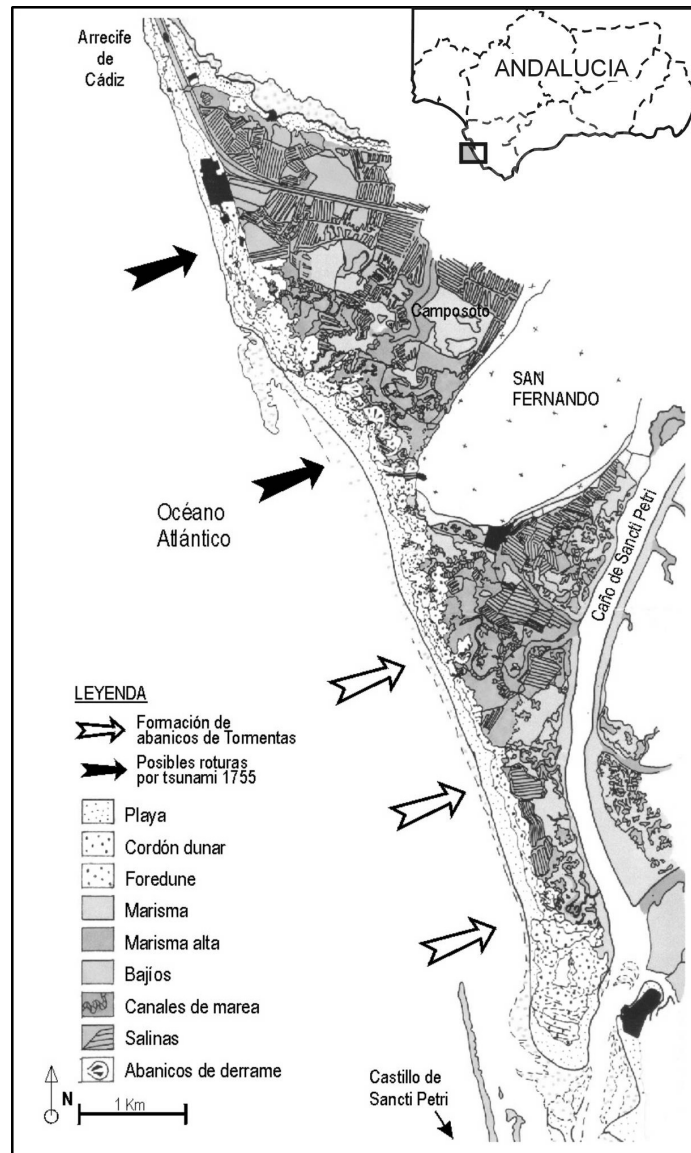 Arrecife
de
Cádiz
ANDALUCIA
Camposoto
SAN
FERNANDO
Océano
Atlántico
Caño de Sancti Petri
LEYENDA
Formación de
abanicos de Tormentas
Posibles roturas
por tsunami 1755
Playa
Cordón dunar
Foredune
Marisma
Marisma alta
Bajíos
Canales de marea
Salinas
Abanicos de derrame
N
1 Km
Castillo de
Sancti Petri